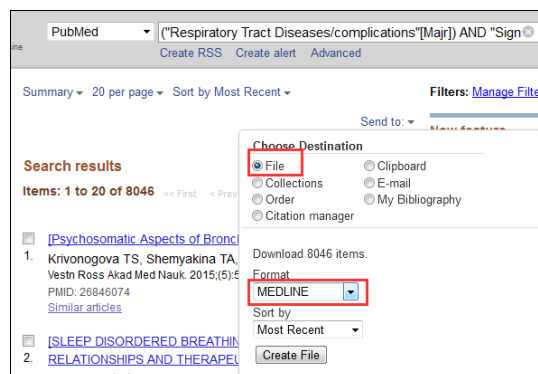 PubMed
("Respiratory Tract Diseases/complications"[Majr]) AND "Sign
ine
Create RSS Create alert Advanced
Summary 20 per page Sort by Most Recent
Filters: Manage Filte
Send to:
New feature
Choose Destination
File Clipboard
Collections E-mail
Order My Bibliography
Citation manager
Search results
Items: 1 to 20 of 8046 << First < Prev
Download 8046 items.
Format
MEDLINE
Sort by
Most Recent
Create File
[Psychosomatic Aspects of Bronc
1. Krivonogova TS, Shemyakina TA,
Vestn Ross Akad Med Nauk. 2015;(5):5
PMID: 26846074
Similar articles
[SLEEP DISORDERED BREATHIN
2. RELATIONSHIPS AND THERAPEU